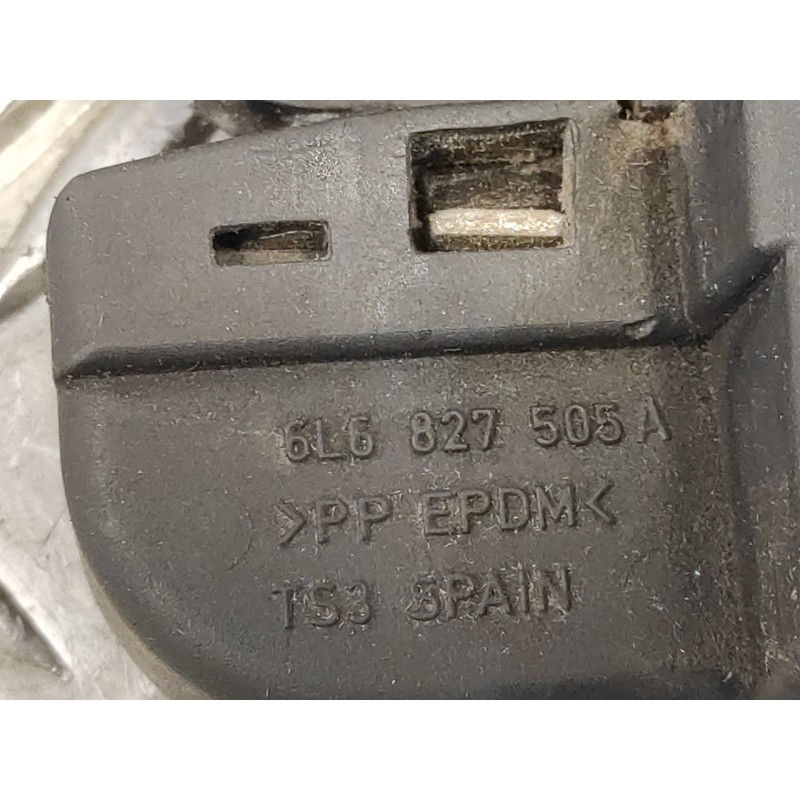 6L6 827 505 A
>PP EPDM<
TS3 SPAIN